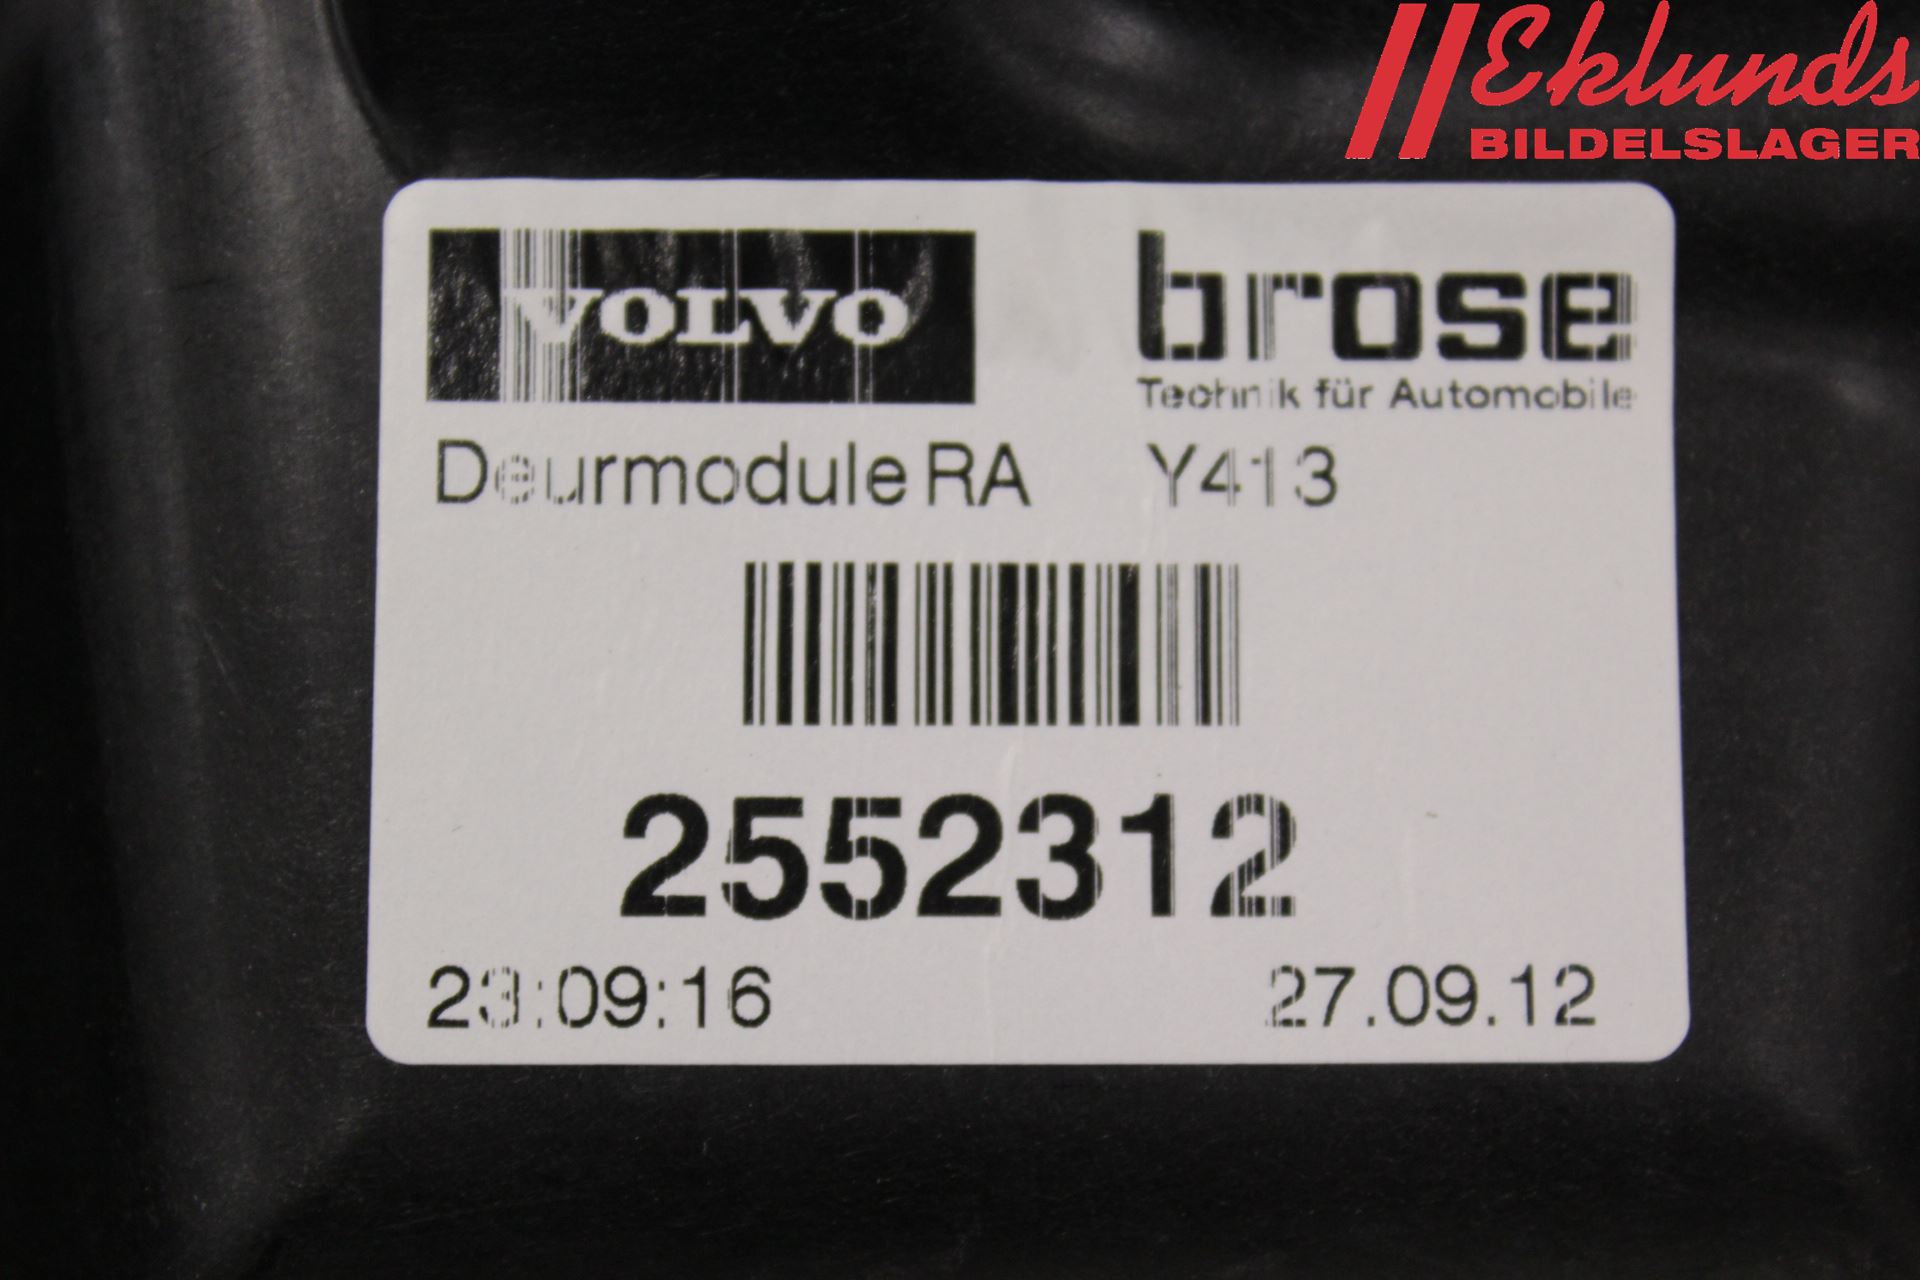 Eklunds
BILDELSLAGER
VOLVO brose
Technik für Automobile
Deurmodule RA Y413
2552312
23:09:16 27.09.12